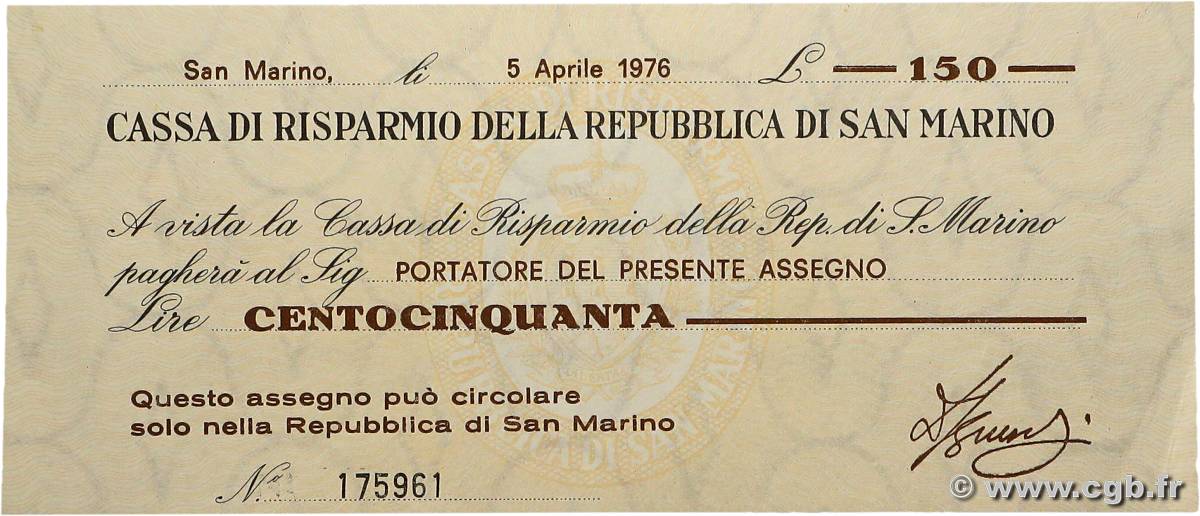 San Marino, li 5 Aprile 1976 £ 150
CASSA DI RISPARMIO DELLA REPUBBLICA DI SAN MARINO
A vista la Cassa di Risparmio della Rep. di S. Marino
pagherà al Sig. PORTATORE DEL PRESENTE ASSEGNO
Lire CENTOCINQUANTA
Questo assegno può circolare
solo nella Repubblica di San Marino
No 175961
© www.cgb.fr